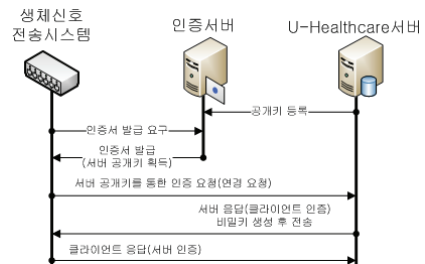 생체신호
전송시스템
인증서버
U-Healthcare서버
공개키 등록
인증서 발급 요구
인증서 발급
(서버 공개키 획득)
서버 공개키를 통한 인증 요청(연결 요청)
서버 응답(클라이언트 인증)
비밀키 생성 후 전송
클라이언트 응답(서버 인증)